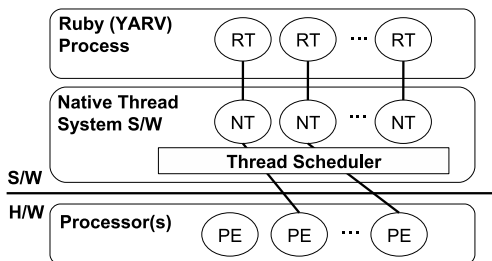 Ruby (YARV)
Process
RT RT ... RT
Native Thread
System S/W
NT NT ... NT
Thread Scheduler
S/W
H/W
Processor(s)
PE PE ... PE